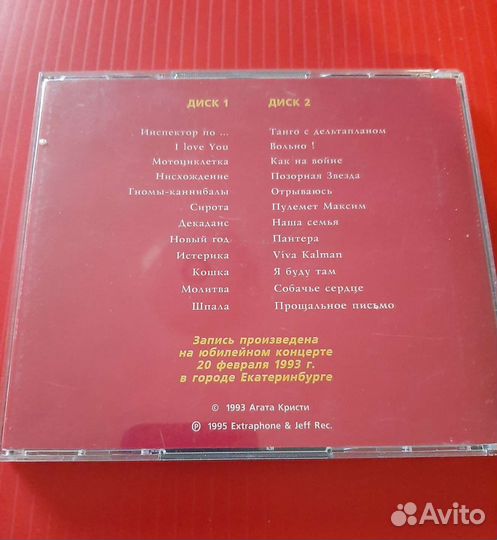 ДИСК 1 ДИСК 2
Инспектор по ... Танго с дельтапланом
I love You Вольно !
Мотоциклетка Как на войне
Нисхождение Позорная Звезда
Гномы-каннибалы Отрываюсь
Сирота Пулемет Максим
Декаданс Наша семья
Новый год Пантера
Истерика Viva Kalman
Кошка Я буду там
Молитва Собачье сердце
Шпала Прощальное письмо
Запись произведена
на юбилейном концерте
20 февраля 1993 г.
в городе Екатеринбурге
© 1993 Агата Кристи
℗ 1995 Extraphone & Jeff Rec.
Avito